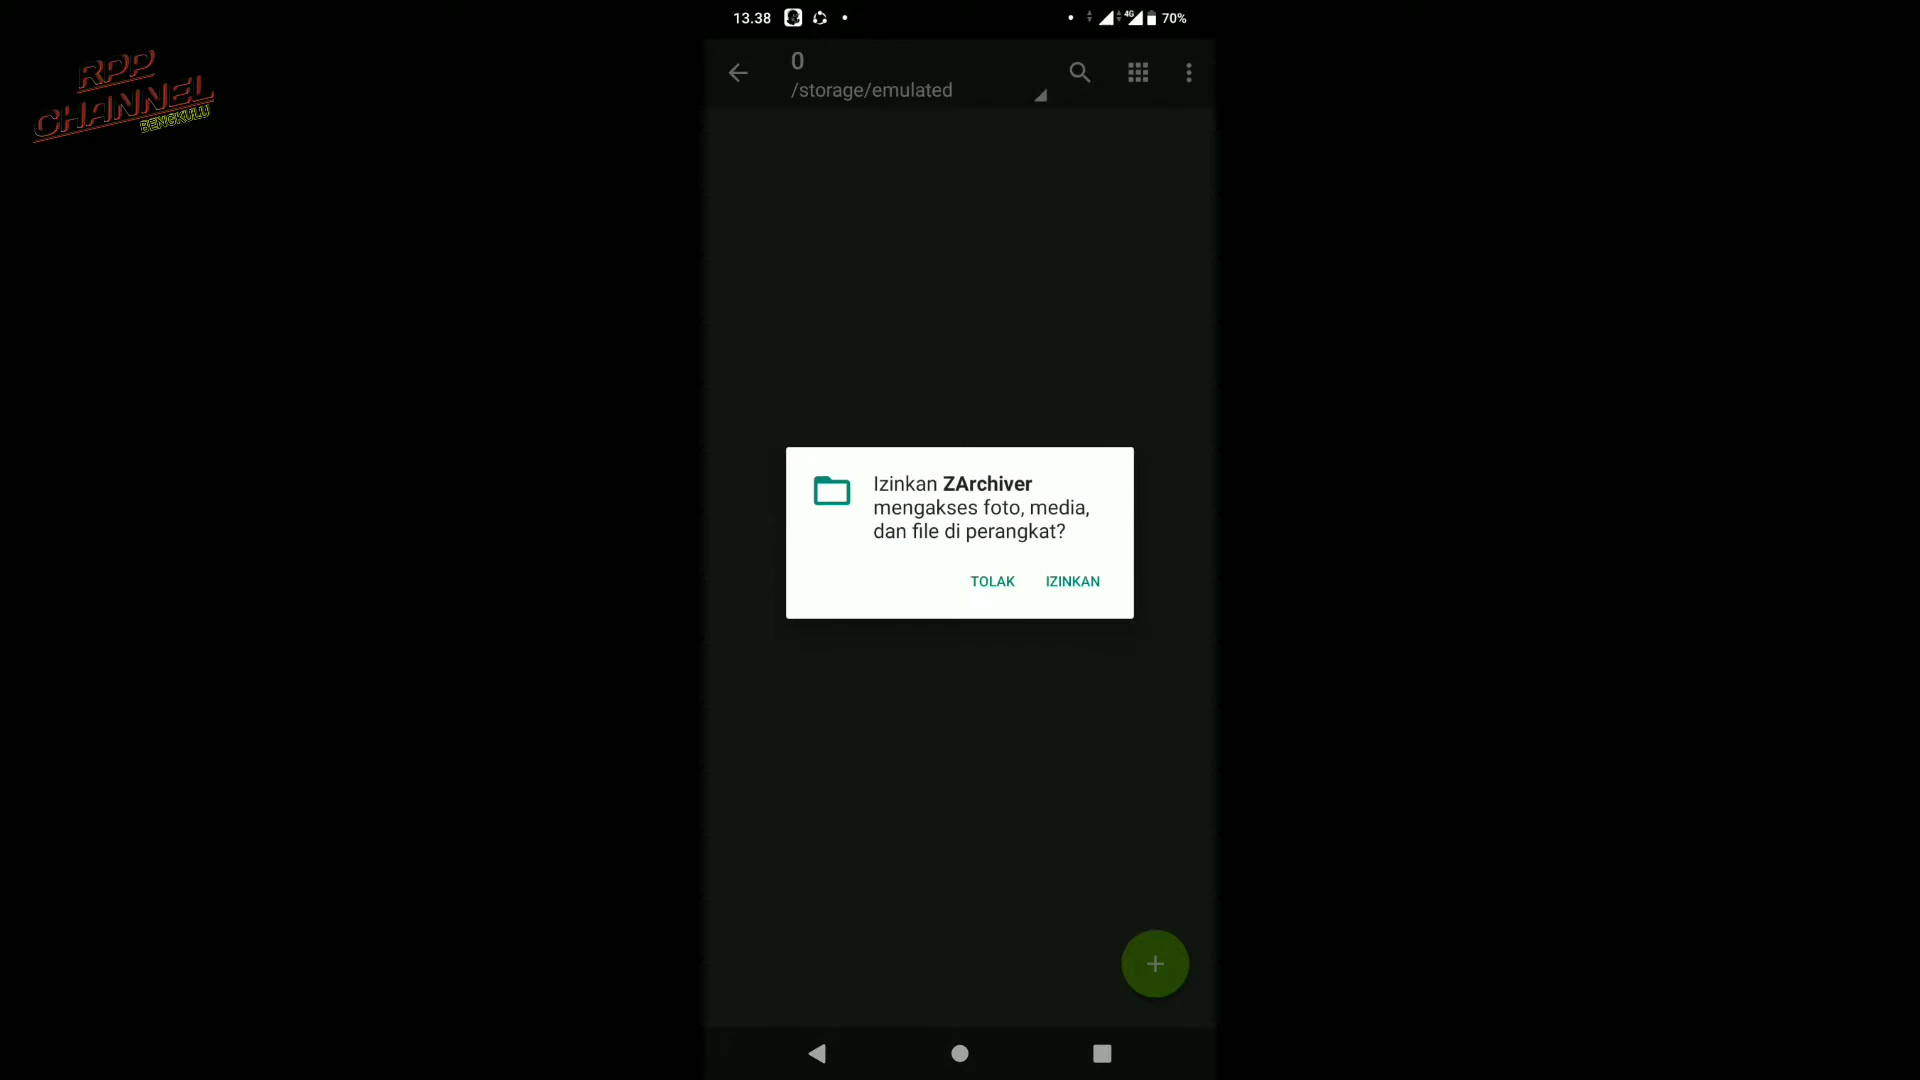 RPP
CHANNEL
BENGKULU
13.38
4G
70%
0
/storage/emulated
Izinkan ZArchiver
mengakses foto, media,
dan file di perangkat?
TOLAK IZINKAN